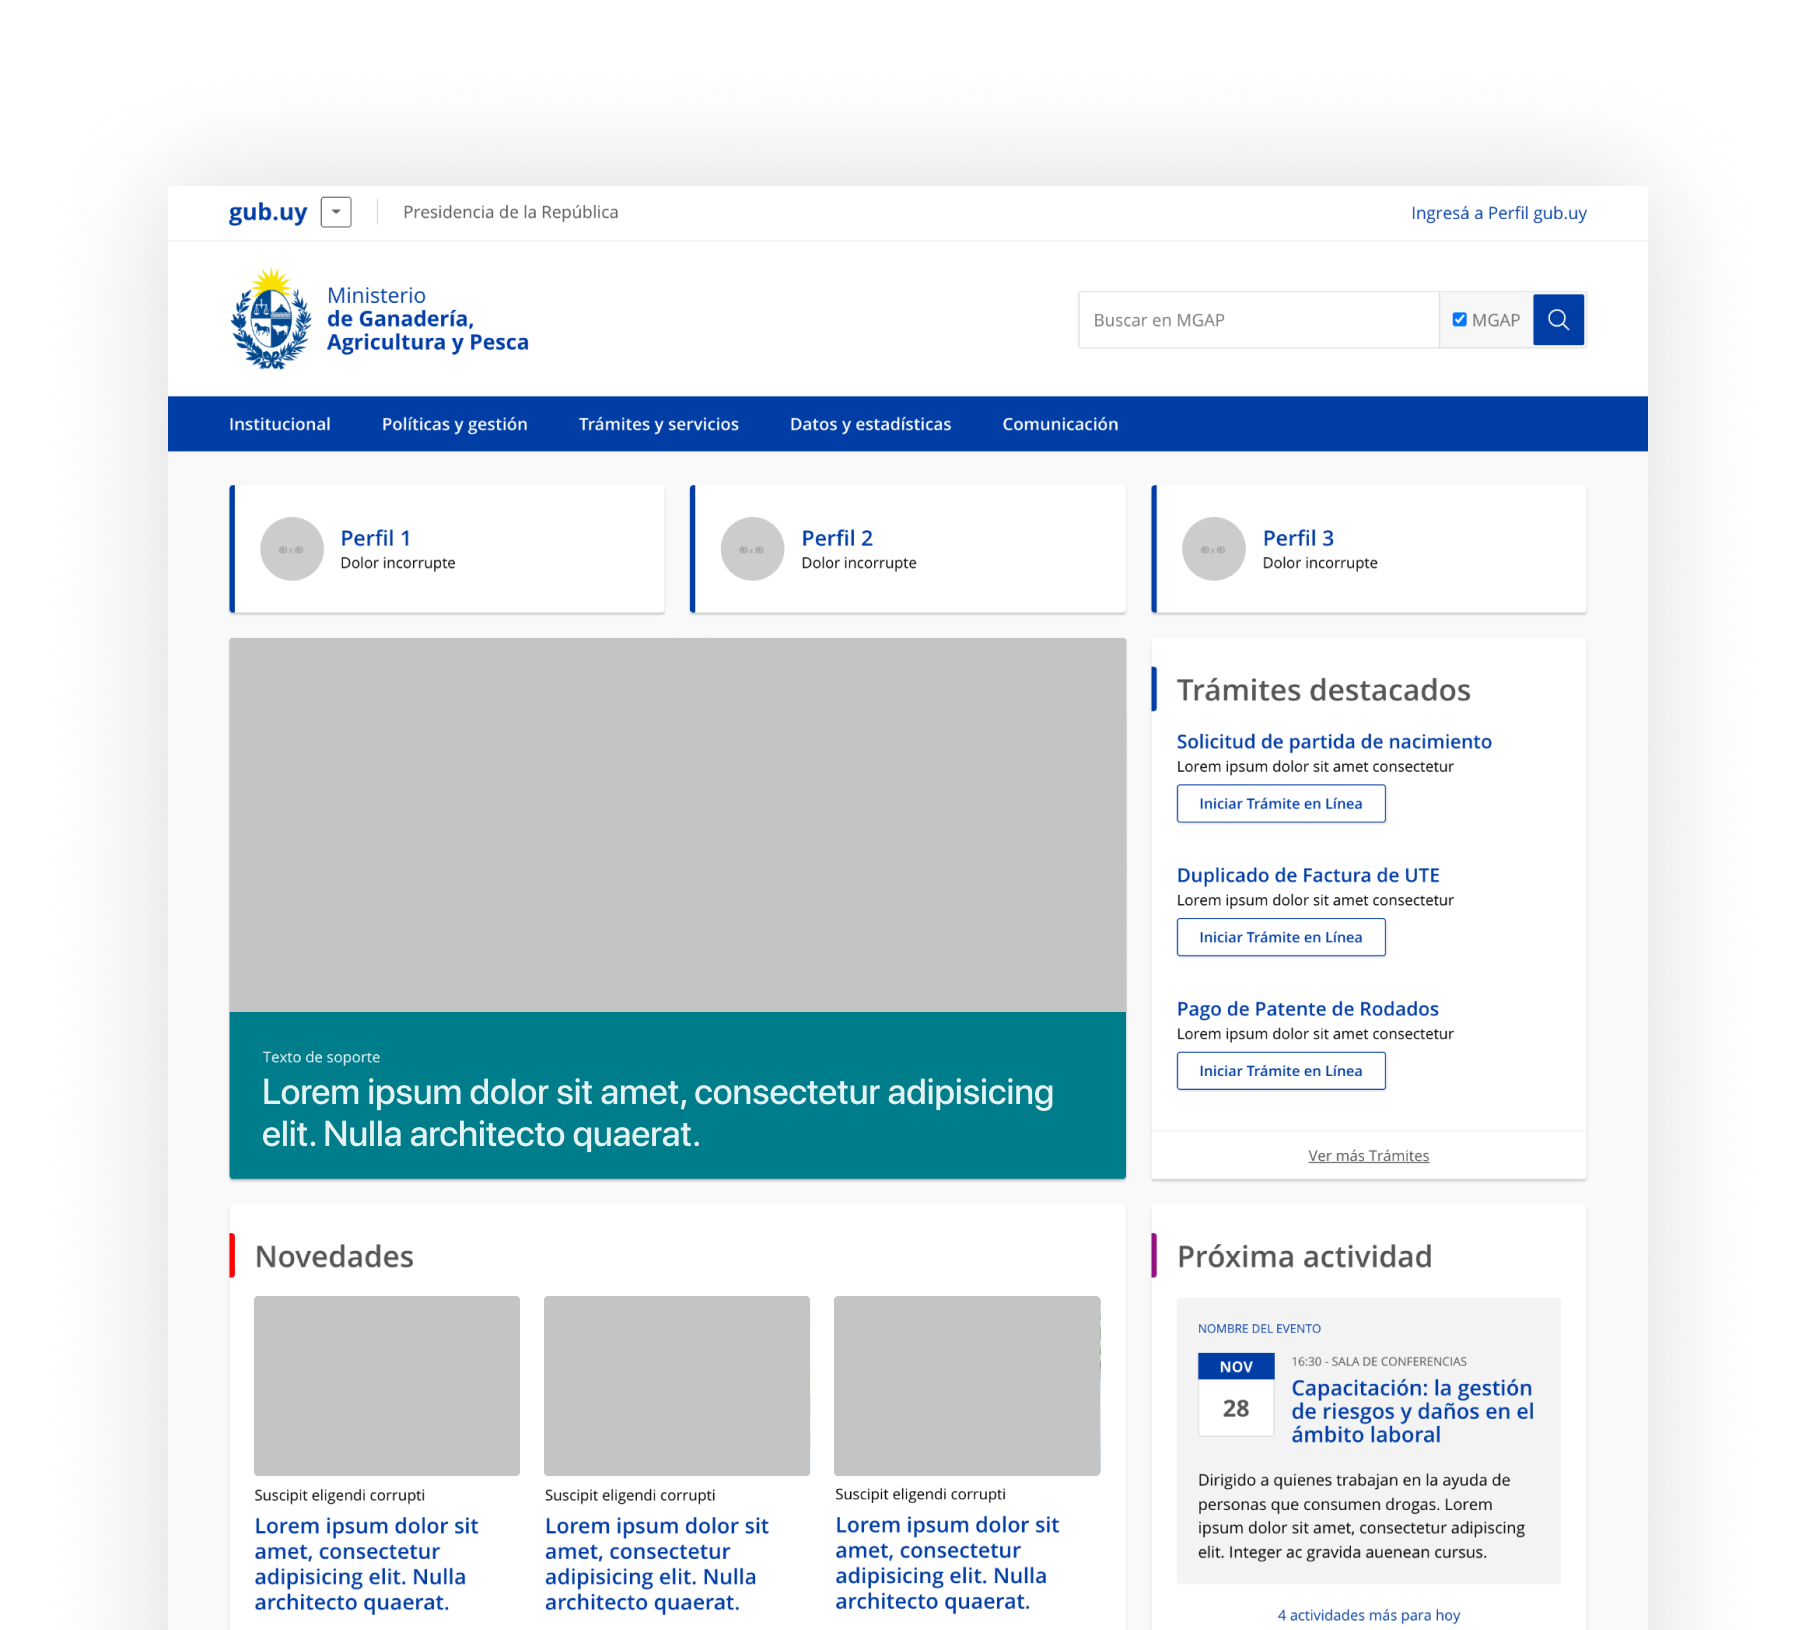 gub.uy
Presidencia de la República
Ingresá a Perfil gub.uy
Ministerio
de Ganadería,
Agricultura y Pesca
Buscar en MGAP
MGAP
Institucional
Políticas y gestión
Trámites y servicios
Datos y estadísticas
Comunicación
Perfil 1
Dolor incorrupte
Perfil 2
Dolor incorrupte
Perfil 3
Dolor incorrupte
Texto de soporte
Lorem ipsum dolor sit amet, consectetur adipisicing
elit. Nulla architecto quaerat.
Trámites destacados
Solicitud de partida de nacimiento
Lorem ipsum dolor sit amet consectetur
Iniciar Trámite en Línea
Duplicado de Factura de UTE
Lorem ipsum dolor sit amet consectetur
Iniciar Trámite en Línea
Pago de Patente de Rodados
Lorem ipsum dolor sit amet consectetur
Iniciar Trámite en Línea
Ver más Trámites
Novedades
Suscipit eligendi corrupti
Lorem ipsum dolor sit
amet, consectetur
adipisicing elit. Nulla
architecto quaerat.
Suscipit eligendi corrupti
Lorem ipsum dolor sit
amet, consectetur
adipisicing elit. Nulla
architecto quaerat.
Suscipit eligendi corrupti
Lorem ipsum dolor sit
amet, consectetur
adipisicing elit. Nulla
architecto quaerat.
Próxima actividad
NOMBRE DEL EVENTO
NOV
28
16:30 - SALA DE CONFERENCIAS
Capacitación: la gestión
de riesgos y daños en el
ámbito laboral
Dirigido a quienes trabajan en la ayuda de
personas que consumen drogas. Lorem
ipsum dolor sit amet, consectetur adipiscing
elit. Integer ac gravida auenean cursus.
4 actividades más para hoy